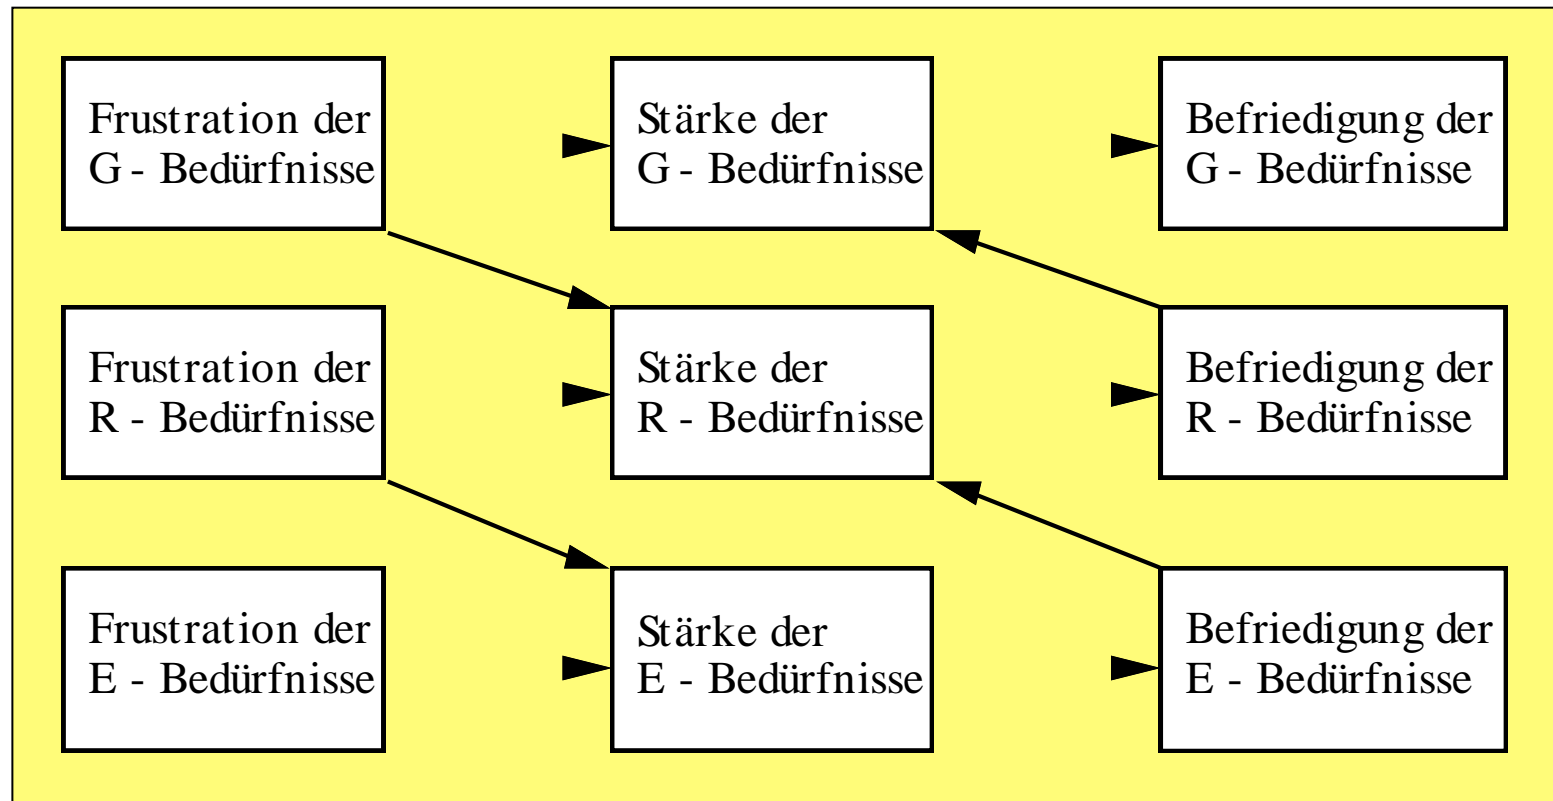 Frustration der
G - Bedürfnisse
Stärke der
G - Bedürfnisse
Befriedigung der
G - Bedürfnisse
Frustration der
R - Bedürfnisse
Stärke der
R - Bedürfnisse
Befriedigung der
R - Bedürfnisse
Frustration der
E - Bedürfnisse
Stärke der
E - Bedürfnisse
Befriedigung der
E - Bedürfnisse